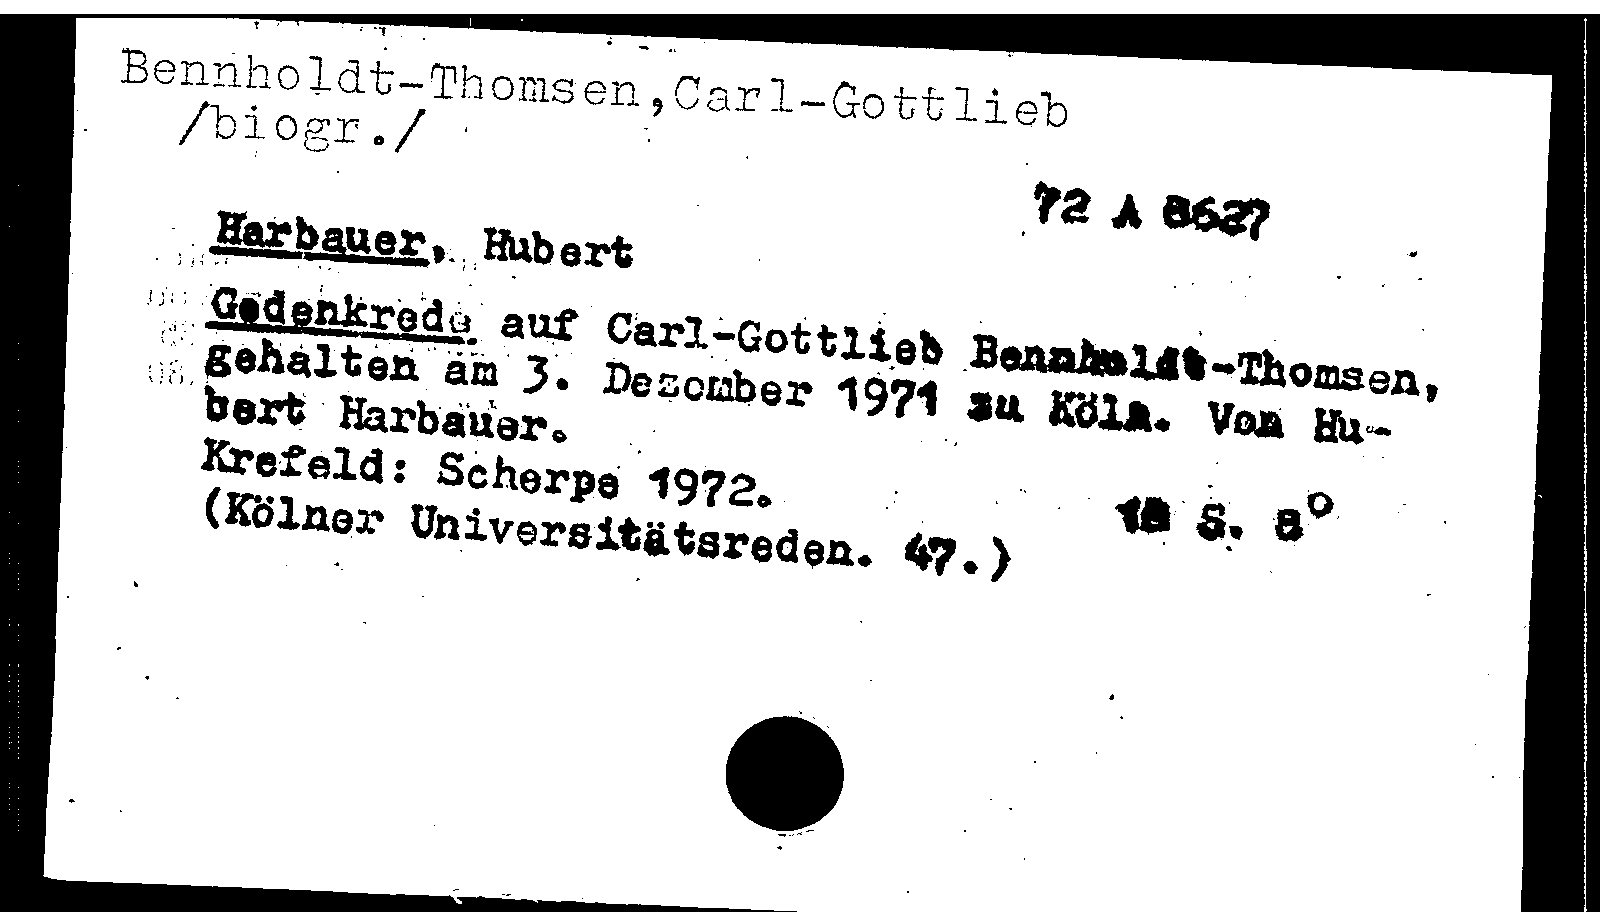 Bennholdt-Thomsen,Carl-Gottlieb
/biogr./
72 A 8627
Harbauer, Hubert
Gedenkrede auf Carl-Gottlieb Bennholdt-Thomsen,
gehalten am 3. Dezember 1971 zu Köln. Von Hu-
bert Harbauer.
Krefeld: Scherpe 1972.
18 S. 8°
(Kölner Universitätsreden. 47.)